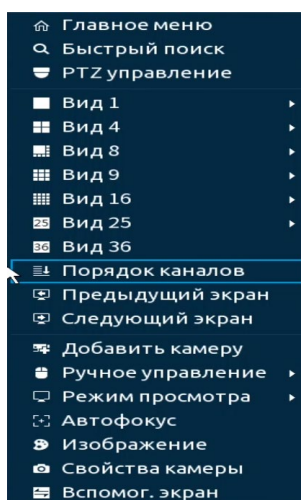 Главное меню
Быстрый поиск
PTZ управление
Вид 1
Вид 4
Вид 8
Вид 9
Вид 16
25 Вид 25
36 Вид 36
Порядок каналов
Предыдущий экран
Следующий экран
Добавить камеру
Ручное управление
Режим просмотра
Автофокус
Изображение
Свойства камеры
Вспомог. экран